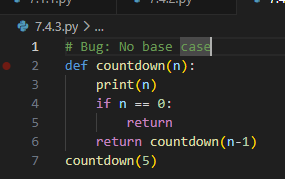 7.4.3.py > ...
1 # Bug: No base case
2 def countdown(n):
3     print(n)
4     if n == 0:
5         return
6     return countdown(n-1)
7 countdown(5)